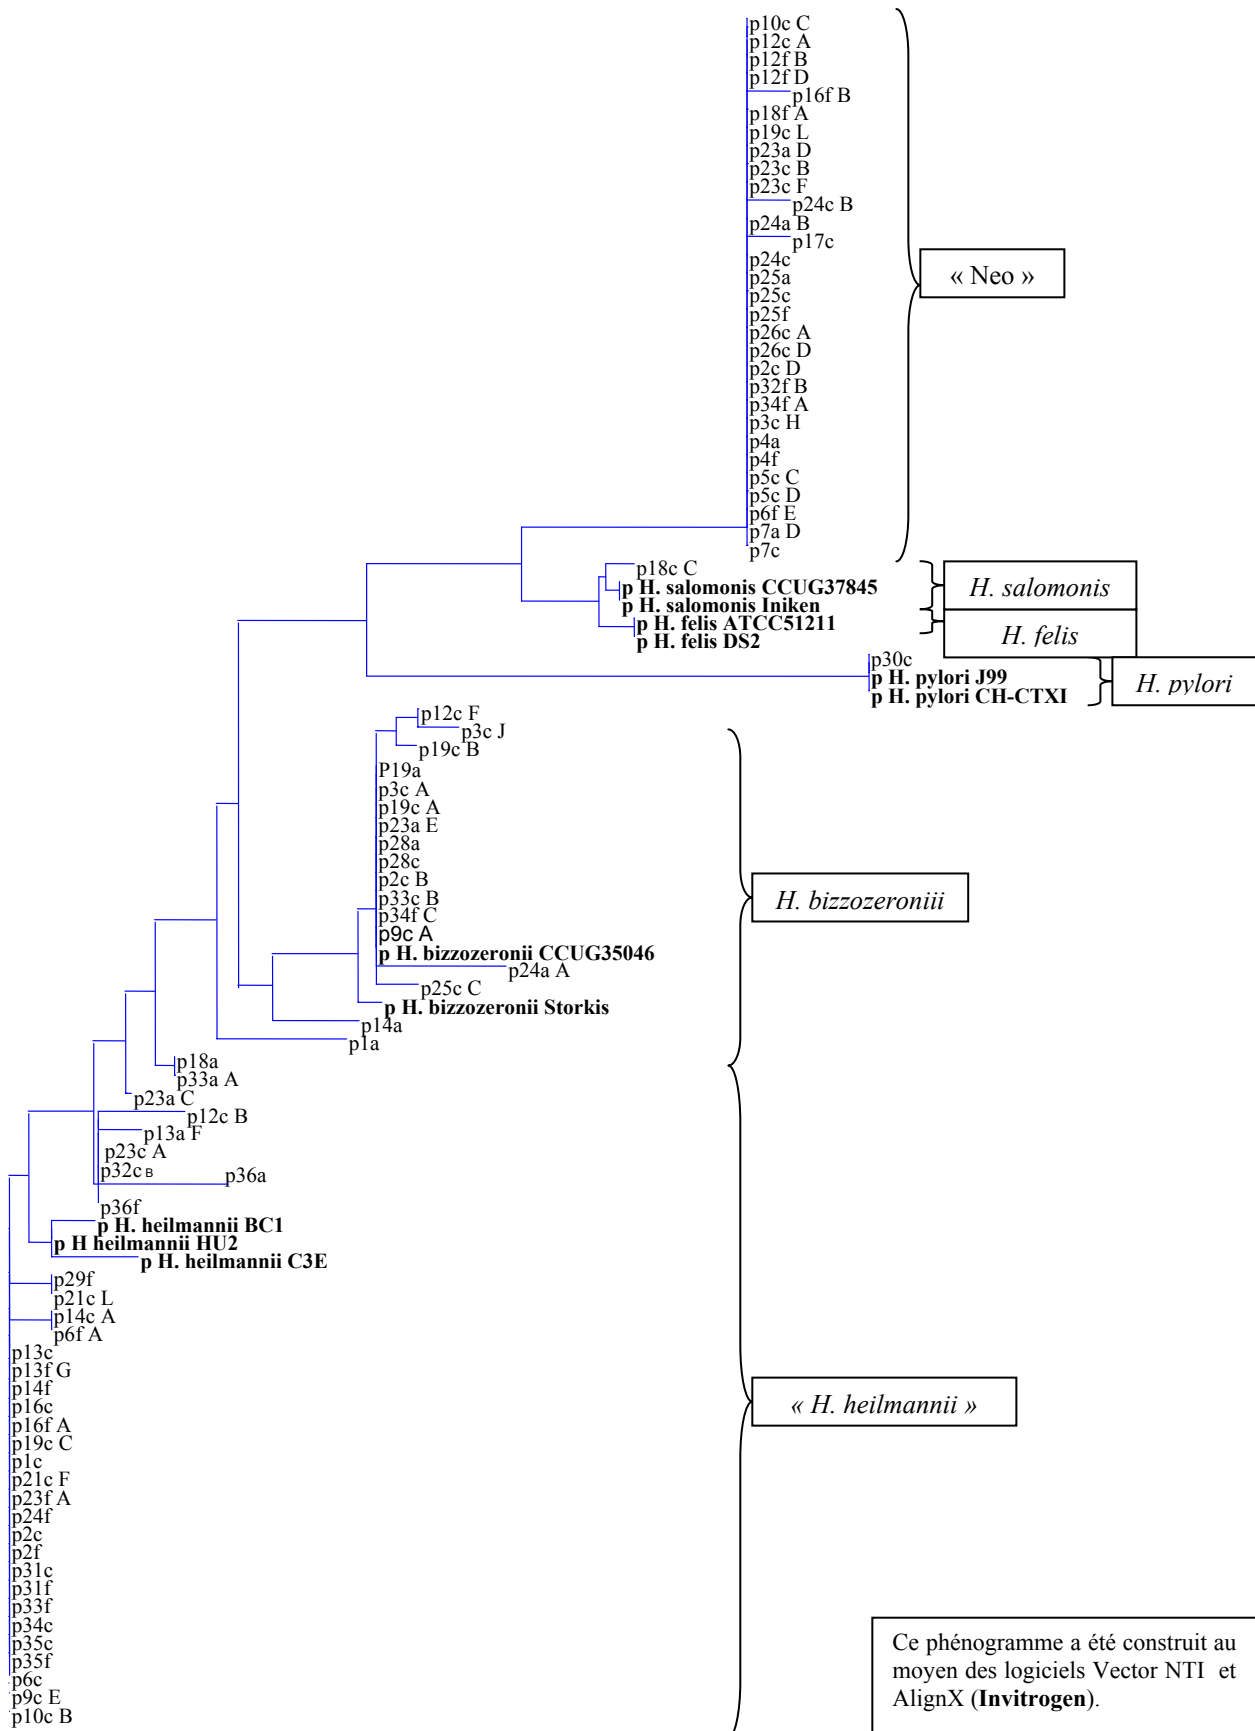 p10c C
p12c A
p12f B
p12f D
p16f B
p18f A
p19c L
p23a D
p23c B
p23c F
p24c B
p24a B
p17c
p24c
p25a
p25c
p25f
p26c A
p26c D
p2c D
p32f B
p34f A
p3c H
p4a
p4f
p5c C
p5c D
p6f E
p7a D
p7c
« Neo »
p18c C
p H. salomonis CCUG37845
p H. salomonis Iniken
p H. felis ATCC51211
p H. felis DS2
H. salomonis
H. felis
p30c
p H. pylori J99
p H. pylori CH-CTXI
H. pylori
p12c F
p3c J
p19c B
P19a
p3c A
p19c A
p23a E
p28a
p28c
p2c B
p33c B
p34f C
p9c A
p H. bizzozeronii CCUG35046
p24a A
p25c C
p H. bizzozeronii Storkis
p14a
p1a
H. bizzozeroniii
p18a
p33a A
p23a C
p12c B
p13a F
p23c A
p32c B
p36a
p36f
p H. heilmannii BC1
p H heilmannii HU2
p H. heilmannii C3E
p29f
p21c L
p14c A
p6f A
p13c
p13f G
p14f
p16c
p16f A
p19c C
p1c
p21c F
p23f A
p24f
p2c
p2f
p31c
p31f
p33f
p34c
p35c
p35f
p6c
p9c E
p10c B
« H. heilmannii »
Ce phénogramme a été construit au
moyen des logiciels Vector NTI et
AlignX (Invitrogen).